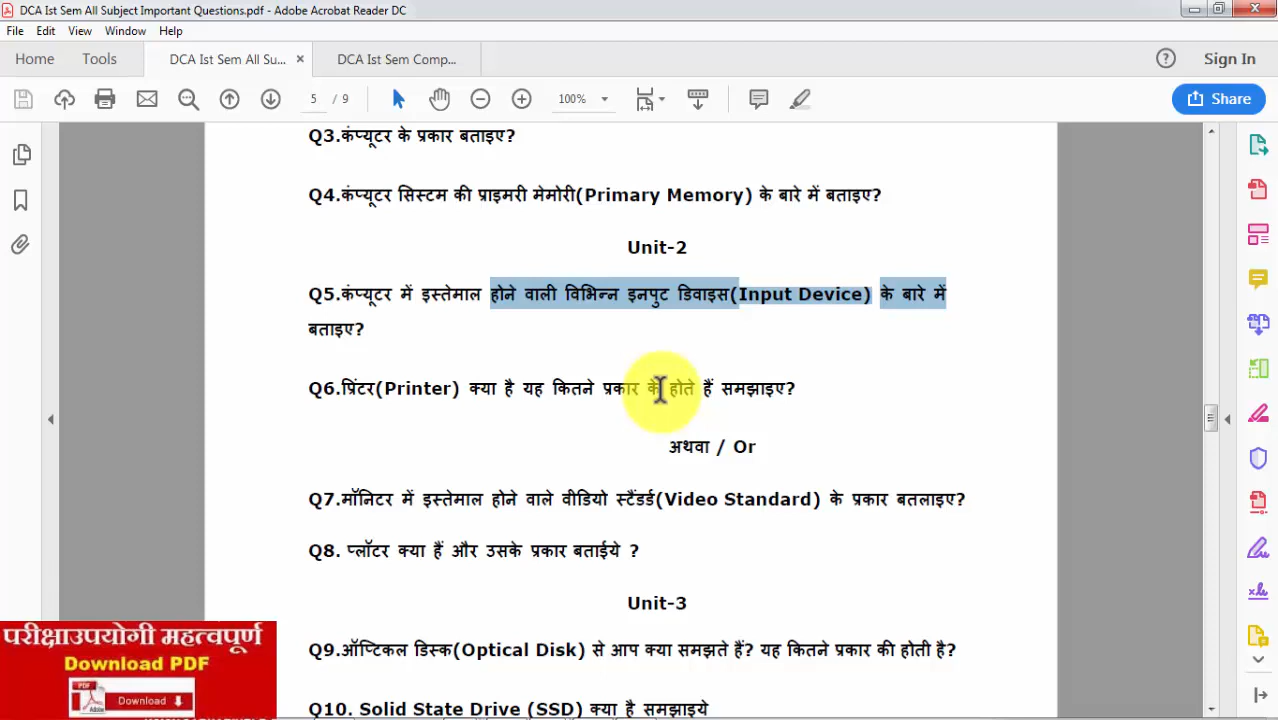 DCA Ist Sem All Subject Important Questions.pdf - Adobe Acrobat Reader DC
File Edit View Window Help
Home Tools DCA Ist Sem All Su... × DCA Ist Sem Comp... ? Sign In
5 / 9 100% Share
Q3.कंप्यूटर के प्रकार बताइए?
Q4.कंप्यूटर सिस्टम की प्राइमरी मेमोरी(Primary Memory) के बारे में बताइए?
Unit-2
Q5.कंप्यूटर में इस्तेमाल होने वाली विभिन्न इनपुट डिवाइस(Input Device) के बारे में
बताइए?
Q6.प्रिंटर(Printer) क्या है यह कितने प्रकार के होते हैं समझाइए?
अथवा / Or
Q7.मॉनिटर में इस्तेमाल होने वाले वीडियो स्टैंडर्ड(Video Standard) के प्रकार बतलाइए?
Q8. प्लॉटर क्या हैं और उसके प्रकार बताईये ?
Unit-3
Q9.ऑप्टिकल डिस्क(Optical Disk) से आप क्या समझते हैं? यह कितने प्रकार की होती है?
Q10. Solid State Drive (SSD) क्या है समझाइये
परीक्षाउपयोगी महत्वपूर्ण
Download PDF
PDF Adobe Download